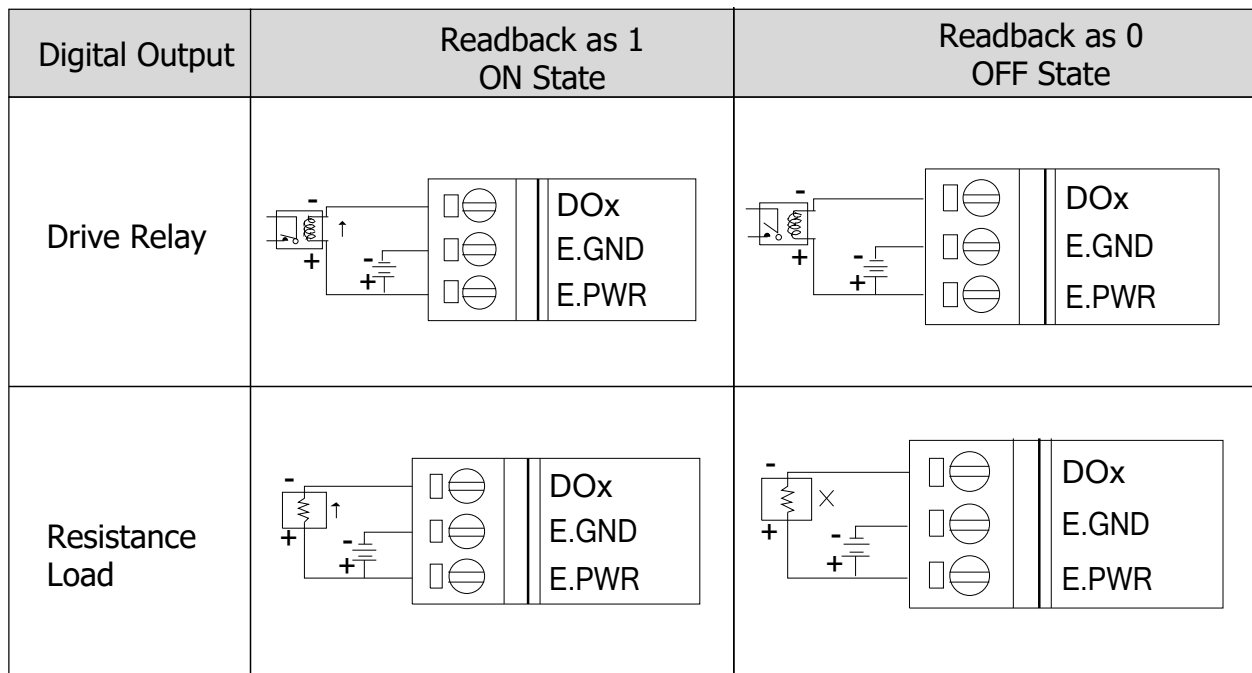 Digital Output
Readback as 1
ON State
Readback as 0
OFF State
Drive Relay
-
+
↑
-
+
DOx
E.GND
E.PWR
-
+
-
+
DOx
E.GND
E.PWR
Resistance
Load
-
+
↑
-
+
DOx
E.GND
E.PWR
-
+
×
-
+
DOx
E.GND
E.PWR